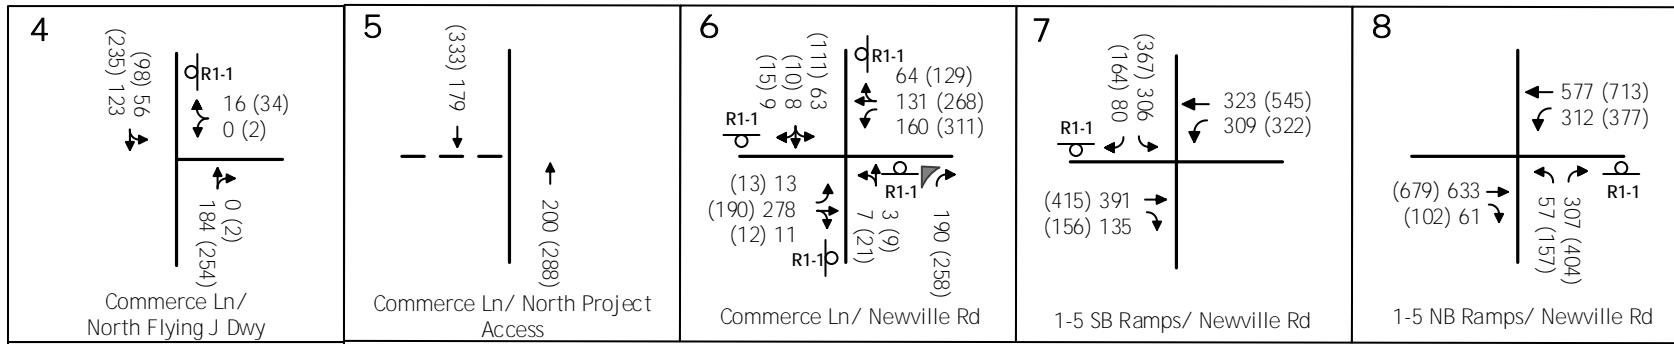 4
(235) 123
(98) 56
R1-1
16 (34)
0 (2)
0 (2)
184 (254)
Commerce Ln/
North Flying J Dwy
5
(333) 179
200 (288)
Commerce Ln/ North Project
Access
6
(15) 9
(10) 8
(111) 63
R1-1
64 (129)
131 (268)
160 (311)
R1-1
(13) 13
(190) 278
(12) 11
R1-1
R1-1
7 (21)
3 (9)
190 (258)
Commerce Ln/ Newville Rd
7
(164) 80
(367) 306
323 (545)
309 (322)
R1-1
(415) 391
(156) 135
1-5 SB Ramps/ Newville Rd
8
577 (713)
312 (377)
(679) 633
(102) 61
57 (157)
307 (404)
R1-1
1-5 NB Ramps/ Newville Rd